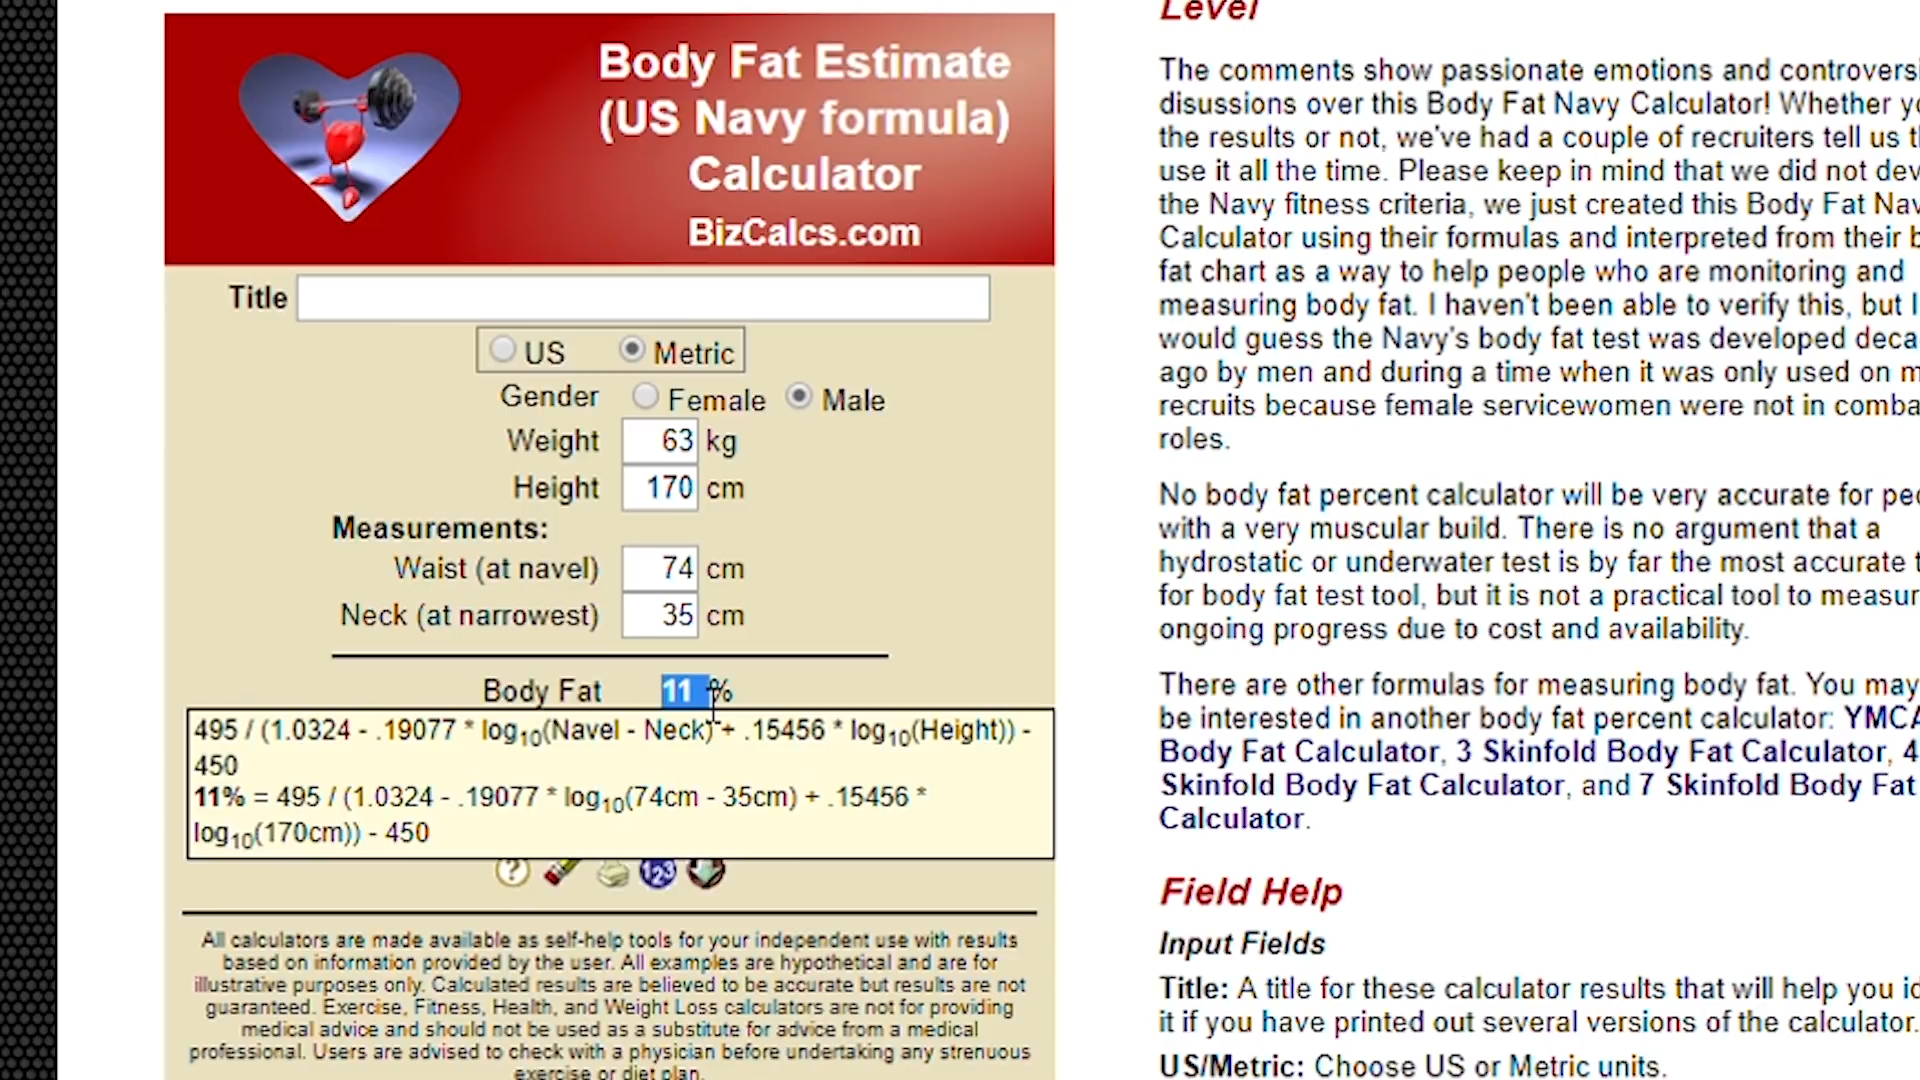 Level
Body Fat Estimate
(US Navy formula)
Calculator
BizCalcs.com
Title
US Metric
Gender Female Male
Weight 63 kg
Height 170 cm
Measurements:
Waist (at navel) 74 cm
Neck (at narrowest) 35 cm
Body Fat 11 %
495 / (1.0324 - .19077 * log10(Navel - Neck) + .15456 * log10(Height)) -
450
11% = 495 / (1.0324 - .19077 * log10(74cm - 35cm) + .15456 *
log10(170cm)) - 450
?
123
All calculators are made available as self-help tools for your independent use with results
based on information provided by the user. All examples are hypothetical and are for
illustrative purposes only. Calculated results are believed to be accurate but results are not
guaranteed. Exercise, Fitness, Health, and Weight Loss calculators are not for providing
medical advice and should not be used as a substitute for advice from a medical
professional. Users are advised to check with a physician before undertaking any strenuous
exercise or diet plan.
The comments show passionate emotions and
disussions over this Body Fat Navy Calculator! Whether
the results or not, we've had a couple of recruiters tell us
use it all the time. Please keep in mind that we did not
the Navy fitness criteria, we just created this Body Fat
Calculator using their formulas and interpreted from their
fat chart as a way to help people who are monitoring and
measuring body fat. I haven't been able to verify this, but I
would guess the Navy's body fat test was developed
ago by men and during a time when it was only used on
recruits because female servicewomen were not in
roles.
No body fat percent calculator will be very accurate for
with a very muscular build. There is no argument that a
hydrostatic or underwater test is by far the most accurate
for body fat test tool, but it is not a practical tool to
ongoing progress due to cost and availability.
There are other formulas for measuring body fat. You may
be interested in another body fat percent calculator: YMCA
Body Fat Calculator, 3 Skinfold Body Fat Calculator, 4
Skinfold Body Fat Calculator, and 7 Skinfold Body Fat
Calculator.
Field Help
Input Fields
Title: A title for these calculator results that will help you
it if you have printed out several versions of the calculator.
US/Metric: Choose US or Metric units.